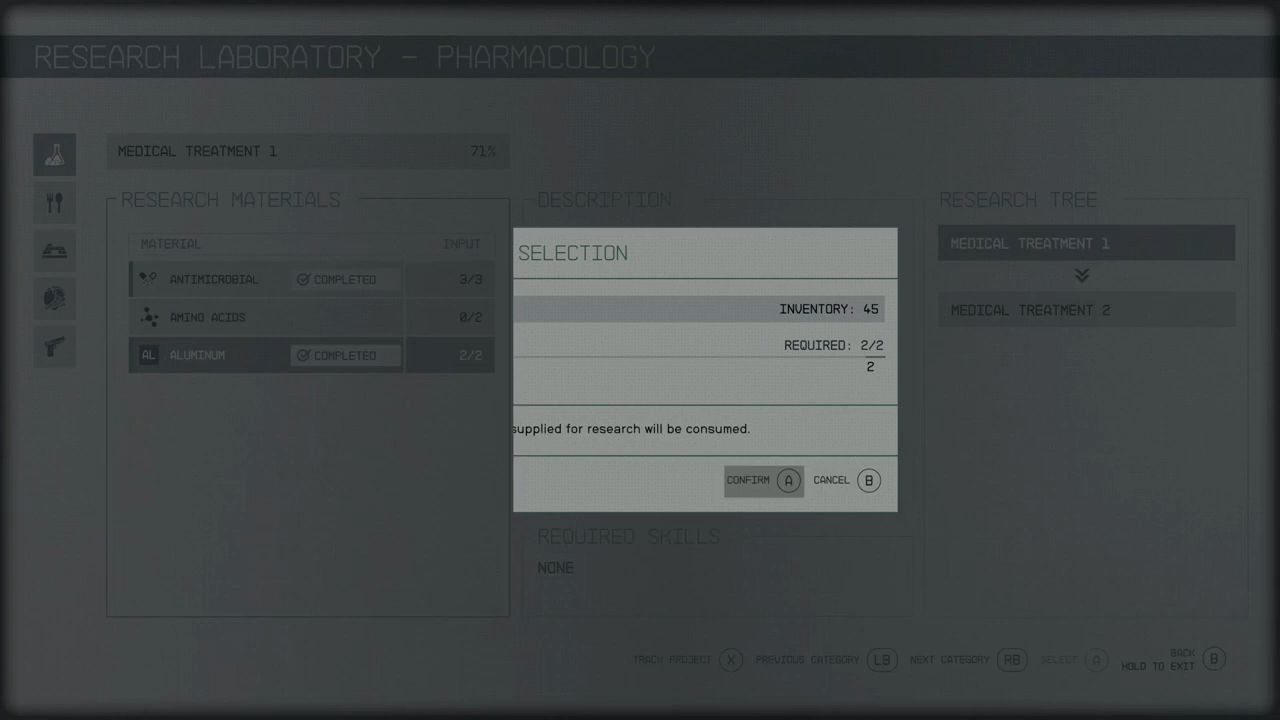 RESEARCH LABORATORY - PHARMACOLOGY
MEDICAL TREATMENT 1 71%
RESEARCH MATERIALS
MATERIAL INPUT
ANTIMICROBIAL COMPLETED 3/3
AMINO ACIDS 0/2
AL ALUMINUM COMPLETED 2/2
DESCRIPTION
SELECTION
INVENTORY: 45
REQUIRED: 2/2
2
supplied for research will be consumed.
CONFIRM A CANCEL B
REQUIRED SKILLS
NONE
RESEARCH TREE
MEDICAL TREATMENT 1
MEDICAL TREATMENT 2
TRACK PROJECT X PREVIOUS CATEGORY LB NEXT CATEGORY RB SELECT A BACK B
HOLD TO EXIT